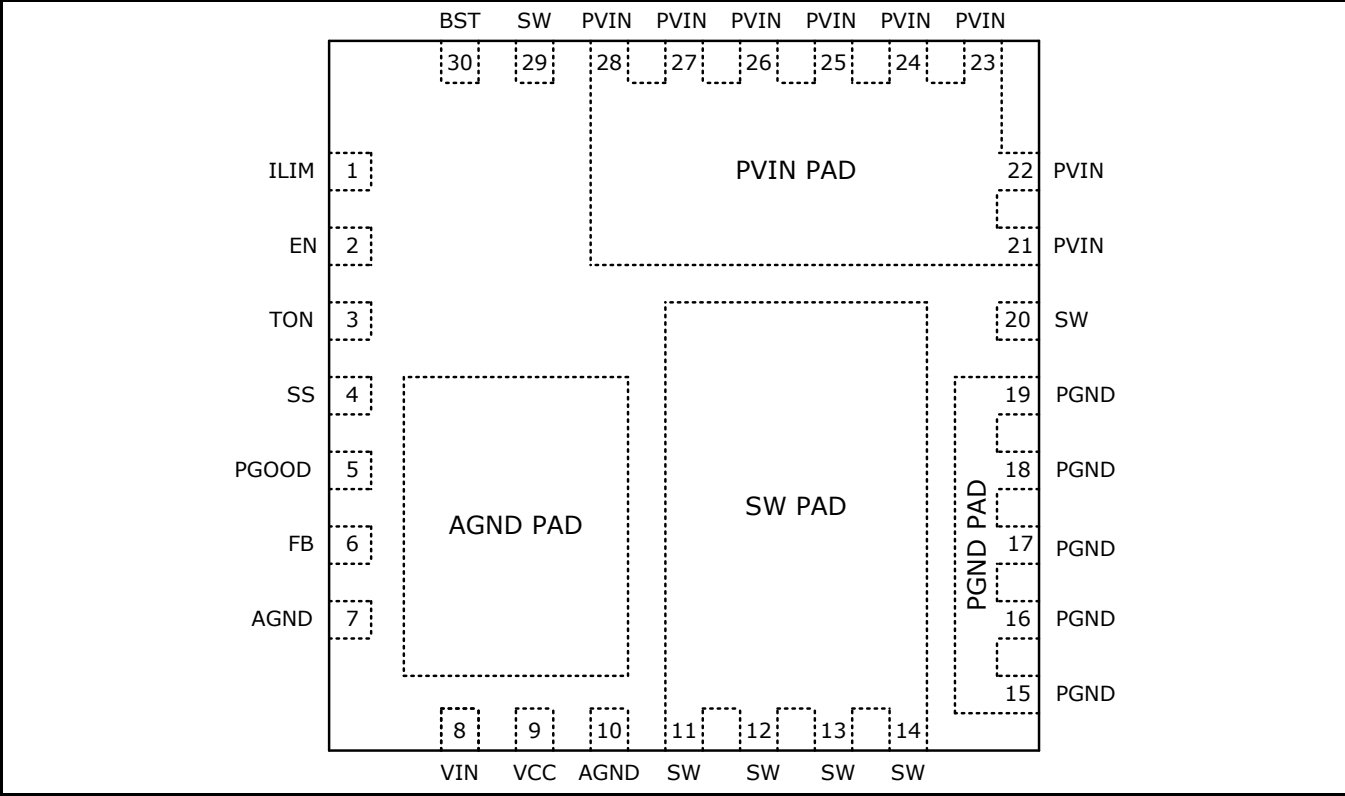 BST SW PVIN PVIN PVIN PVIN PVIN PVIN
30 29 28 27 26 25 24 23
ILIM 1 PVIN PAD 22 PVIN
EN 2 21 PVIN
TON 3 20 SW
SS 4 19 PGND
PGOOD 5 18 PGND
SW PAD
AGND PAD
PGND PAD
FB 6 17 PGND
AGND 7 16 PGND
15 PGND
8 9 10 11 12 13 14
VIN VCC AGND SW SW SW SW